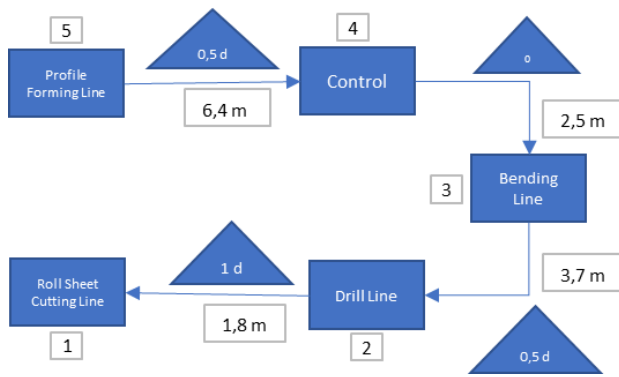 5
0,5 d
4
Profile
Forming Line
Control
o
6,4 m
2,5 m
3
Bending
Line
1 d
Roll Sheet
Cutting Line
Drill Line
3,7 m
1,8 m
1
2
0,5 d